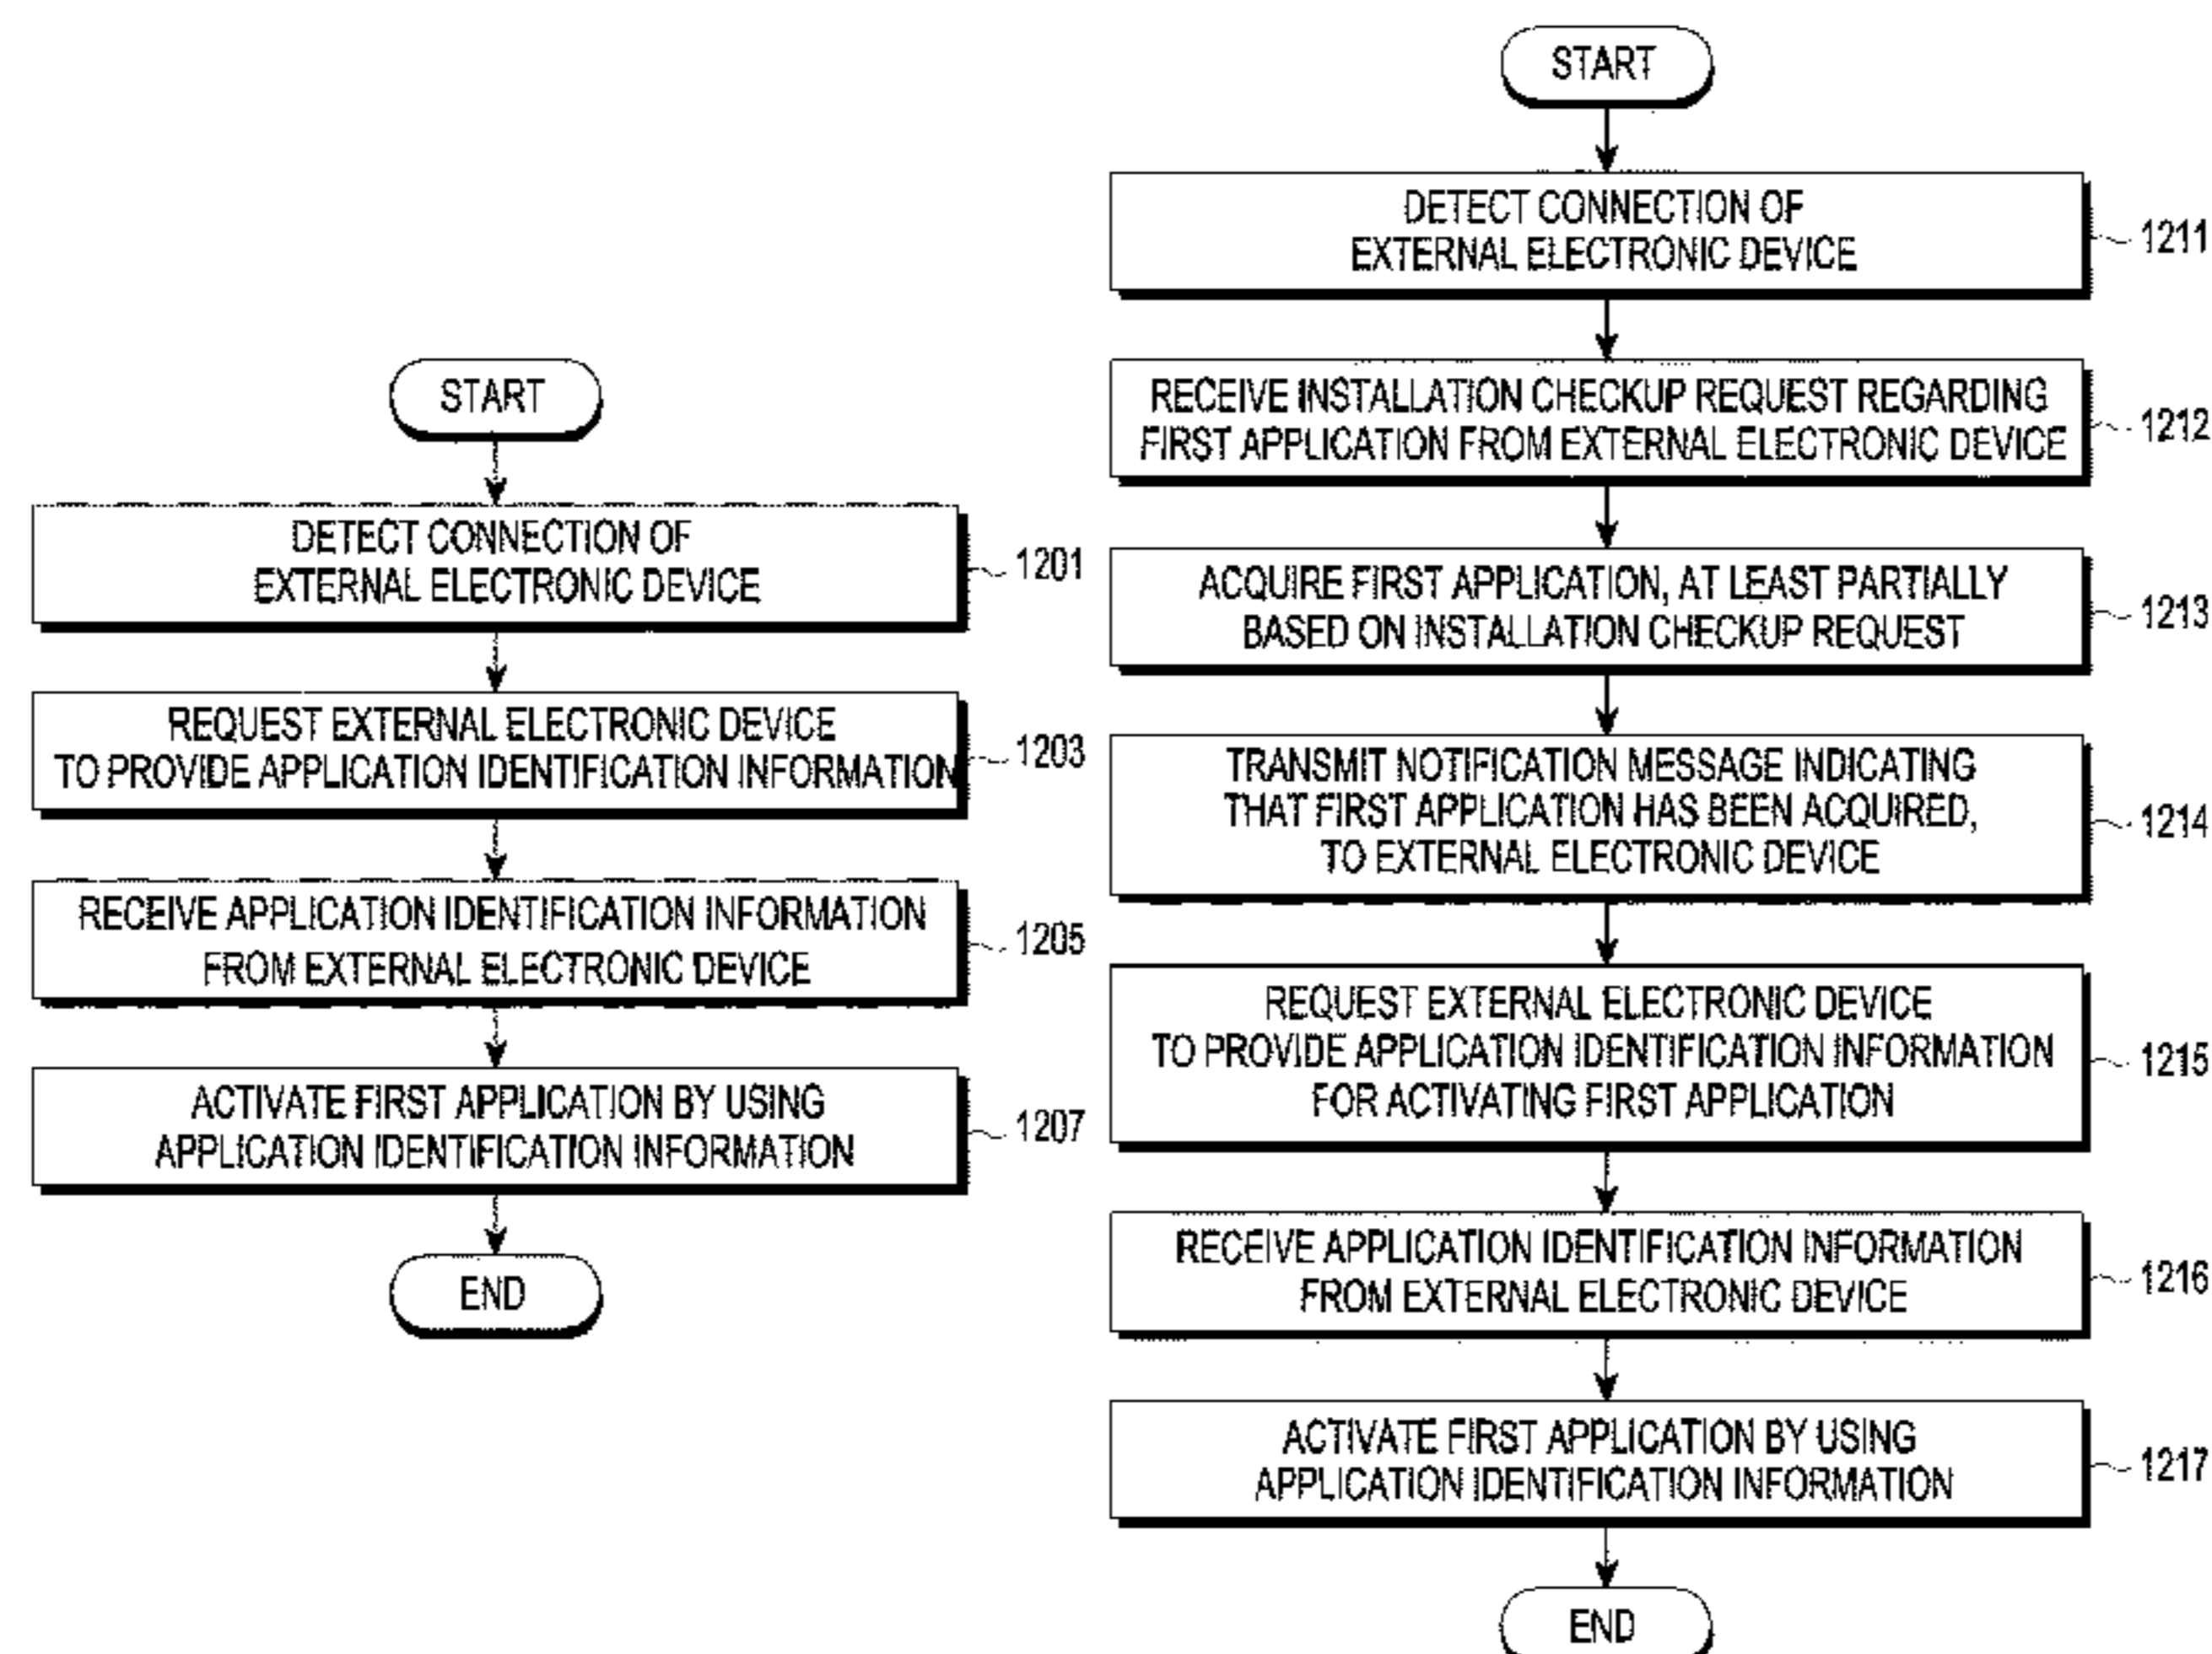 START
DETECT CONNECTION OF
EXTERNAL ELECTRONIC DEVICE
1201
REQUEST EXTERNAL ELECTRONIC DEVICE
TO PROVIDE APPLICATION IDENTIFICATION INFORMATION
1203
RECEIVE APPLICATION IDENTIFICATION INFORMATION
FROM EXTERNAL ELECTRONIC DEVICE
1205
ACTIVATE FIRST APPLICATION BY USING
APPLICATION IDENTIFICATION INFORMATION
1207
END
START
DETECT CONNECTION OF
EXTERNAL ELECTRONIC DEVICE
1211
RECEIVE INSTALLATION CHECKUP REQUEST REGARDING
FIRST APPLICATION FROM EXTERNAL ELECTRONIC DEVICE
1212
ACQUIRE FIRST APPLICATION, AT LEAST PARTIALLY
BASED ON INSTALLATION CHECKUP REQUEST
1213
TRANSMIT NOTIFICATION MESSAGE INDICATING
THAT FIRST APPLICATION HAS BEEN ACQUIRED,
TO EXTERNAL ELECTRONIC DEVICE
1214
REQUEST EXTERNAL ELECTRONIC DEVICE
TO PROVIDE APPLICATION IDENTIFICATION INFORMATION
FOR ACTIVATING FIRST APPLICATION
1215
RECEIVE APPLICATION IDENTIFICATION INFORMATION
FROM EXTERNAL ELECTRONIC DEVICE
1216
ACTIVATE FIRST APPLICATION BY USING
APPLICATION IDENTIFICATION INFORMATION
1217
END